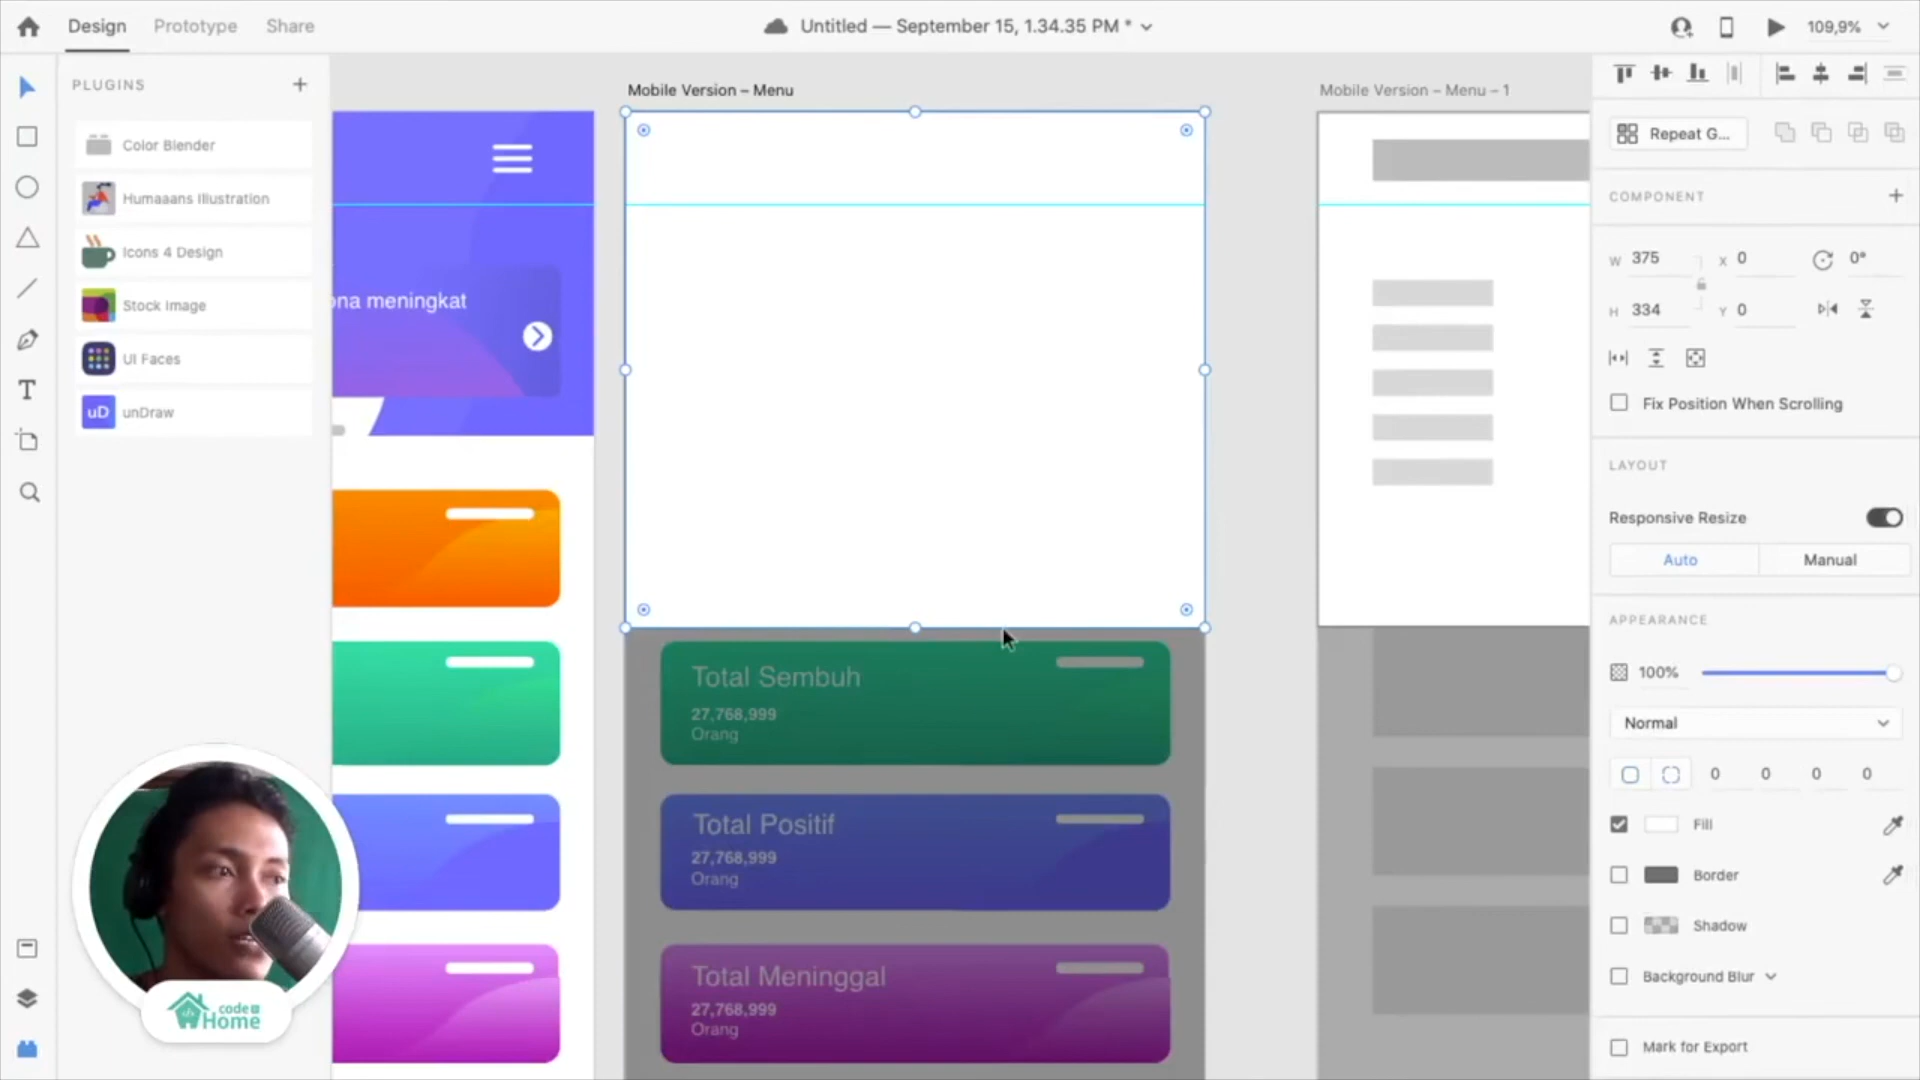 Design
Prototype
Share
Untitled — September 15, 1.34.35 PM *
109,9%
PLUGINS
Color Blender
Humaaans Illustration
Icons 4 Design
Stock Image
UI Faces
uD
unDraw
ona meningkat
Mobile Version – Menu
Total Sembuh
27,768,999
Orang
Total Positif
27,768,999
Orang
Total Meninggal
27,768,999
Orang
Mobile Version – Menu – 1
Repeat G...
COMPONENT
W 375
X 0
0°
H 334
Y 0
Fix Position When Scrolling
LAYOUT
Responsive Resize
Auto
Manual
APPEARANCE
100%
Normal
0 0 0 0
Fill
Border
Shadow
Background Blur
Mark for Export
code
Home